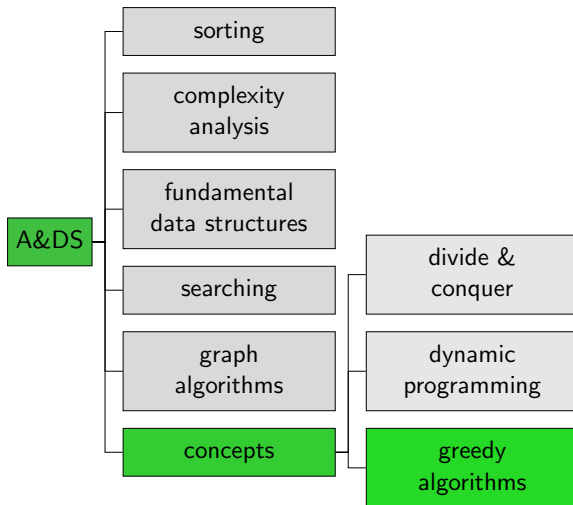 sorting
complexity
analysis
fundamental
data structures
A&DS
searching
graph
algorithms
concepts
divide &
conquer
dynamic
programming
greedy
algorithms